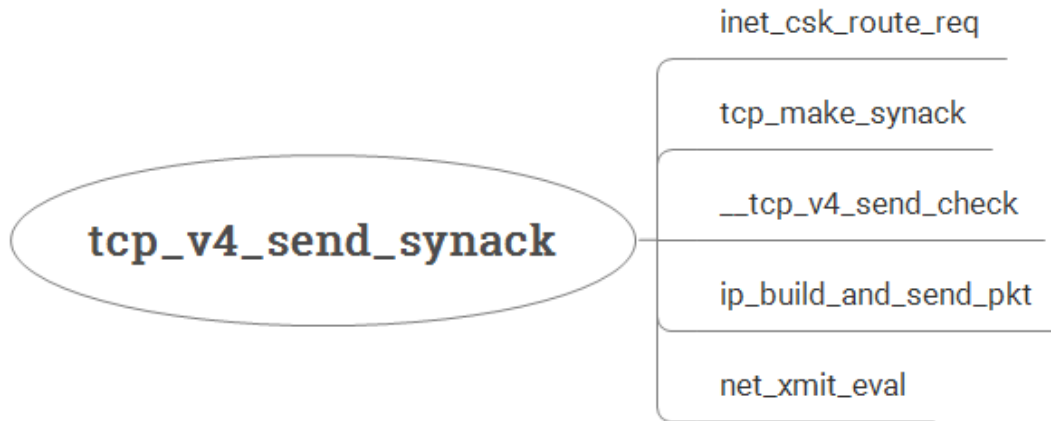 inet_csk_route_req
tcp_make_synack
__tcp_v4_send_check
tcp_v4_send_synack
ip_build_and_send_pkt
net_xmit_eval